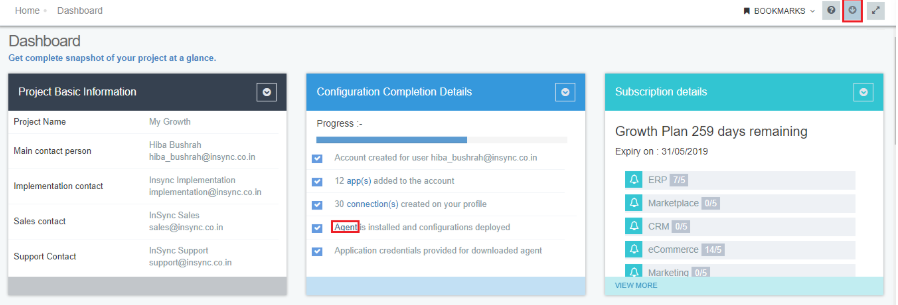 Home Dashboard
BOOKMARKS
Dashboard
Get complete snapshot of your project at a glance.
Project Basic Information
Project Name My Growth
Main contact person Hiba Bushrah
hiba_bushrah@insync.co.in
Implementation contact Insync Implementation
implementation@insync.co.in
Sales contact InSync Sales
sales@insync.co.in
Support Contact InSync Support
support@insync.co.in
Configuration Completion Details
Progress :-
Account created for user hiba_bushrah@insync.co.in
12 app(s) added to the account
30 connection(s) created on your profile
Agent is installed and configurations deployed
Application credentials provided for downloaded agent
Subscription details
Growth Plan 259 days remaining
Expiry on : 31/05/2019
ERP 7/5
Marketplace 0/5
CRM 0/5
eCommerce 14/5
Marketing 0/5
VIEW MORE